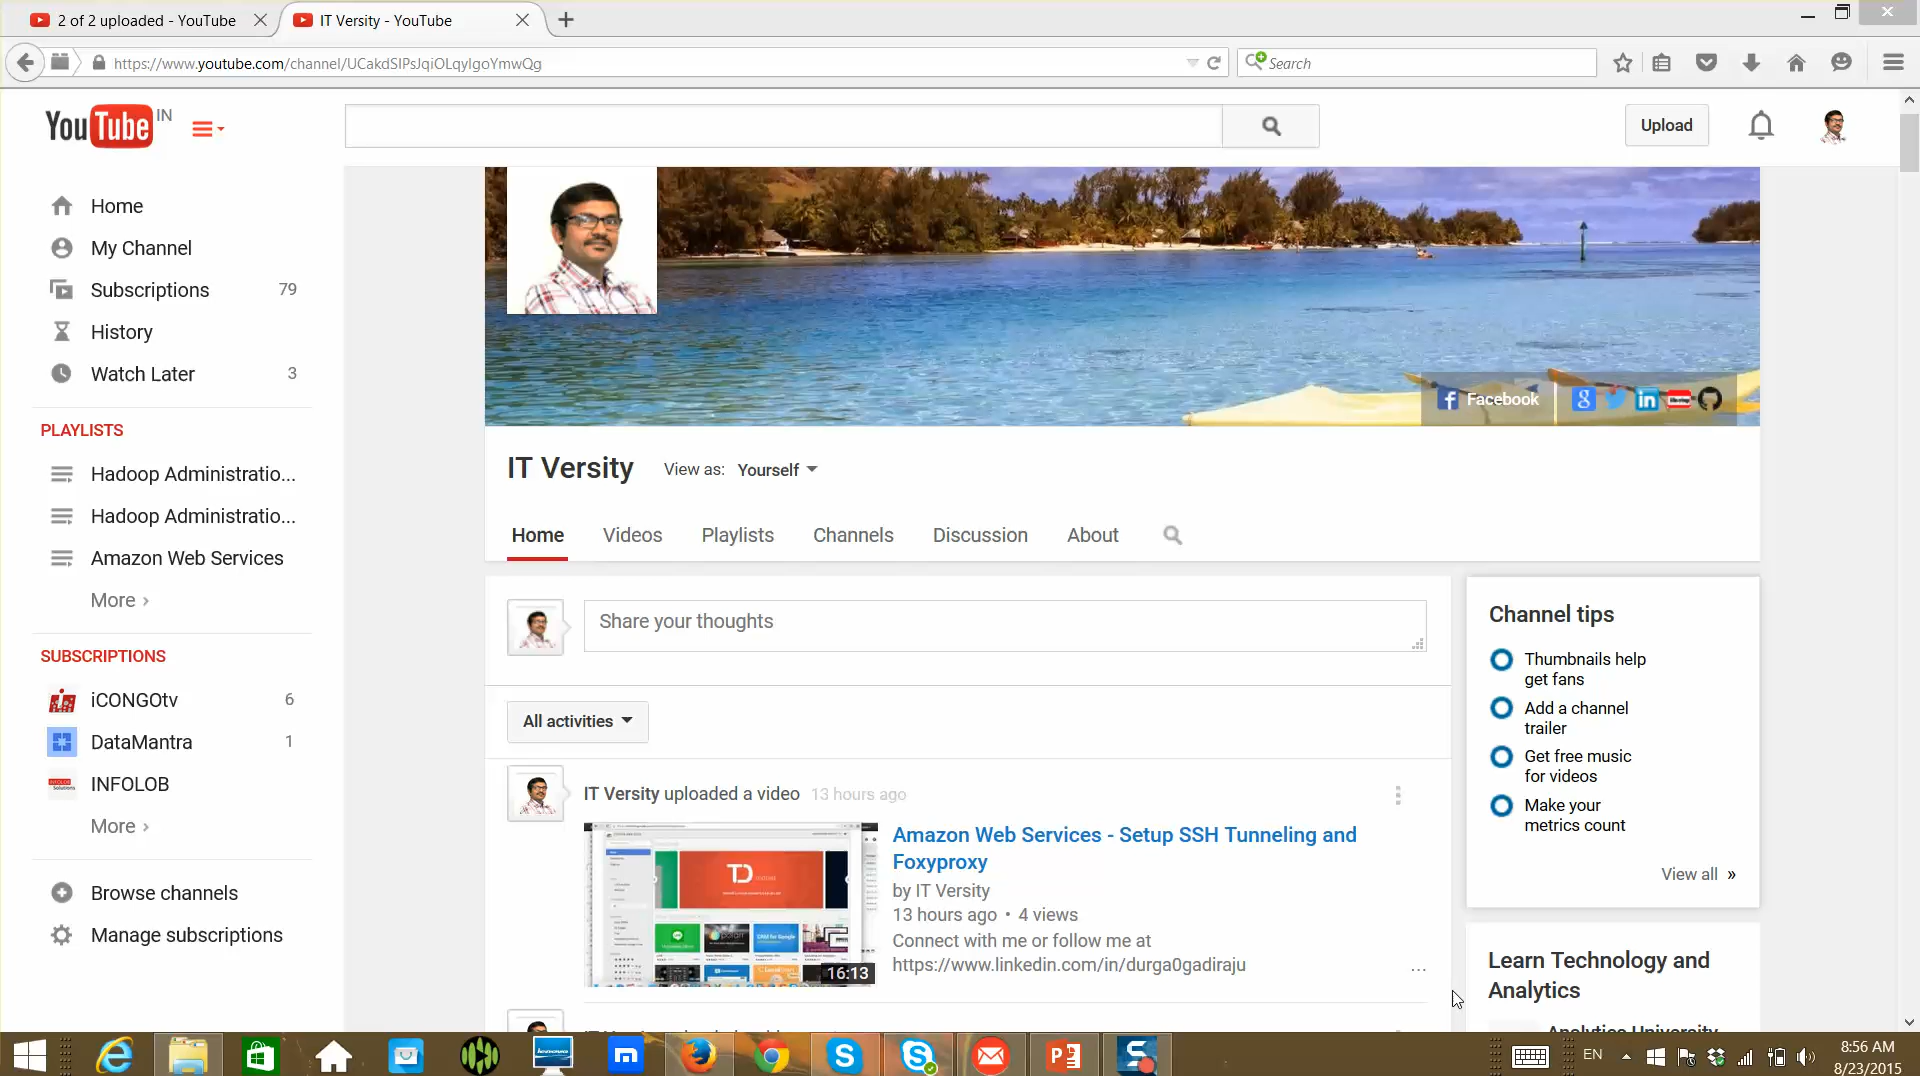 2 of 2 uploaded - YouTube
IT Versity - YouTube
https://www.youtube.com/channel/UCakdSIPsJqiOLqylgoYmwQg
Search
YouTube IN
Upload
Home
My Channel
Subscriptions 79
History
Watch Later 3
PLAYLISTS
Hadoop Administratio...
Hadoop Administratio...
Amazon Web Services
More ›
SUBSCRIPTIONS
iCONGOtv 6
DataMantra 1
INFOLOB
More ›
Browse channels
Manage subscriptions
Facebook
IT Versity View as: Yourself
Home Videos Playlists Channels Discussion About
Share your thoughts
All activities
IT Versity uploaded a video 13 hours ago
16:13
Amazon Web Services - Setup SSH Tunneling and
Foxyproxy
by IT Versity
13 hours ago • 4 views
Connect with me or follow me at
https://www.linkedin.com/in/durga0gadiraju
...
Channel tips
Thumbnails help
get fans
Add a channel
trailer
Get free music
for videos
Make your
metrics count
View all »
Learn Technology and
Analytics
Analytics University
EN
8:56 AM
8/23/2015